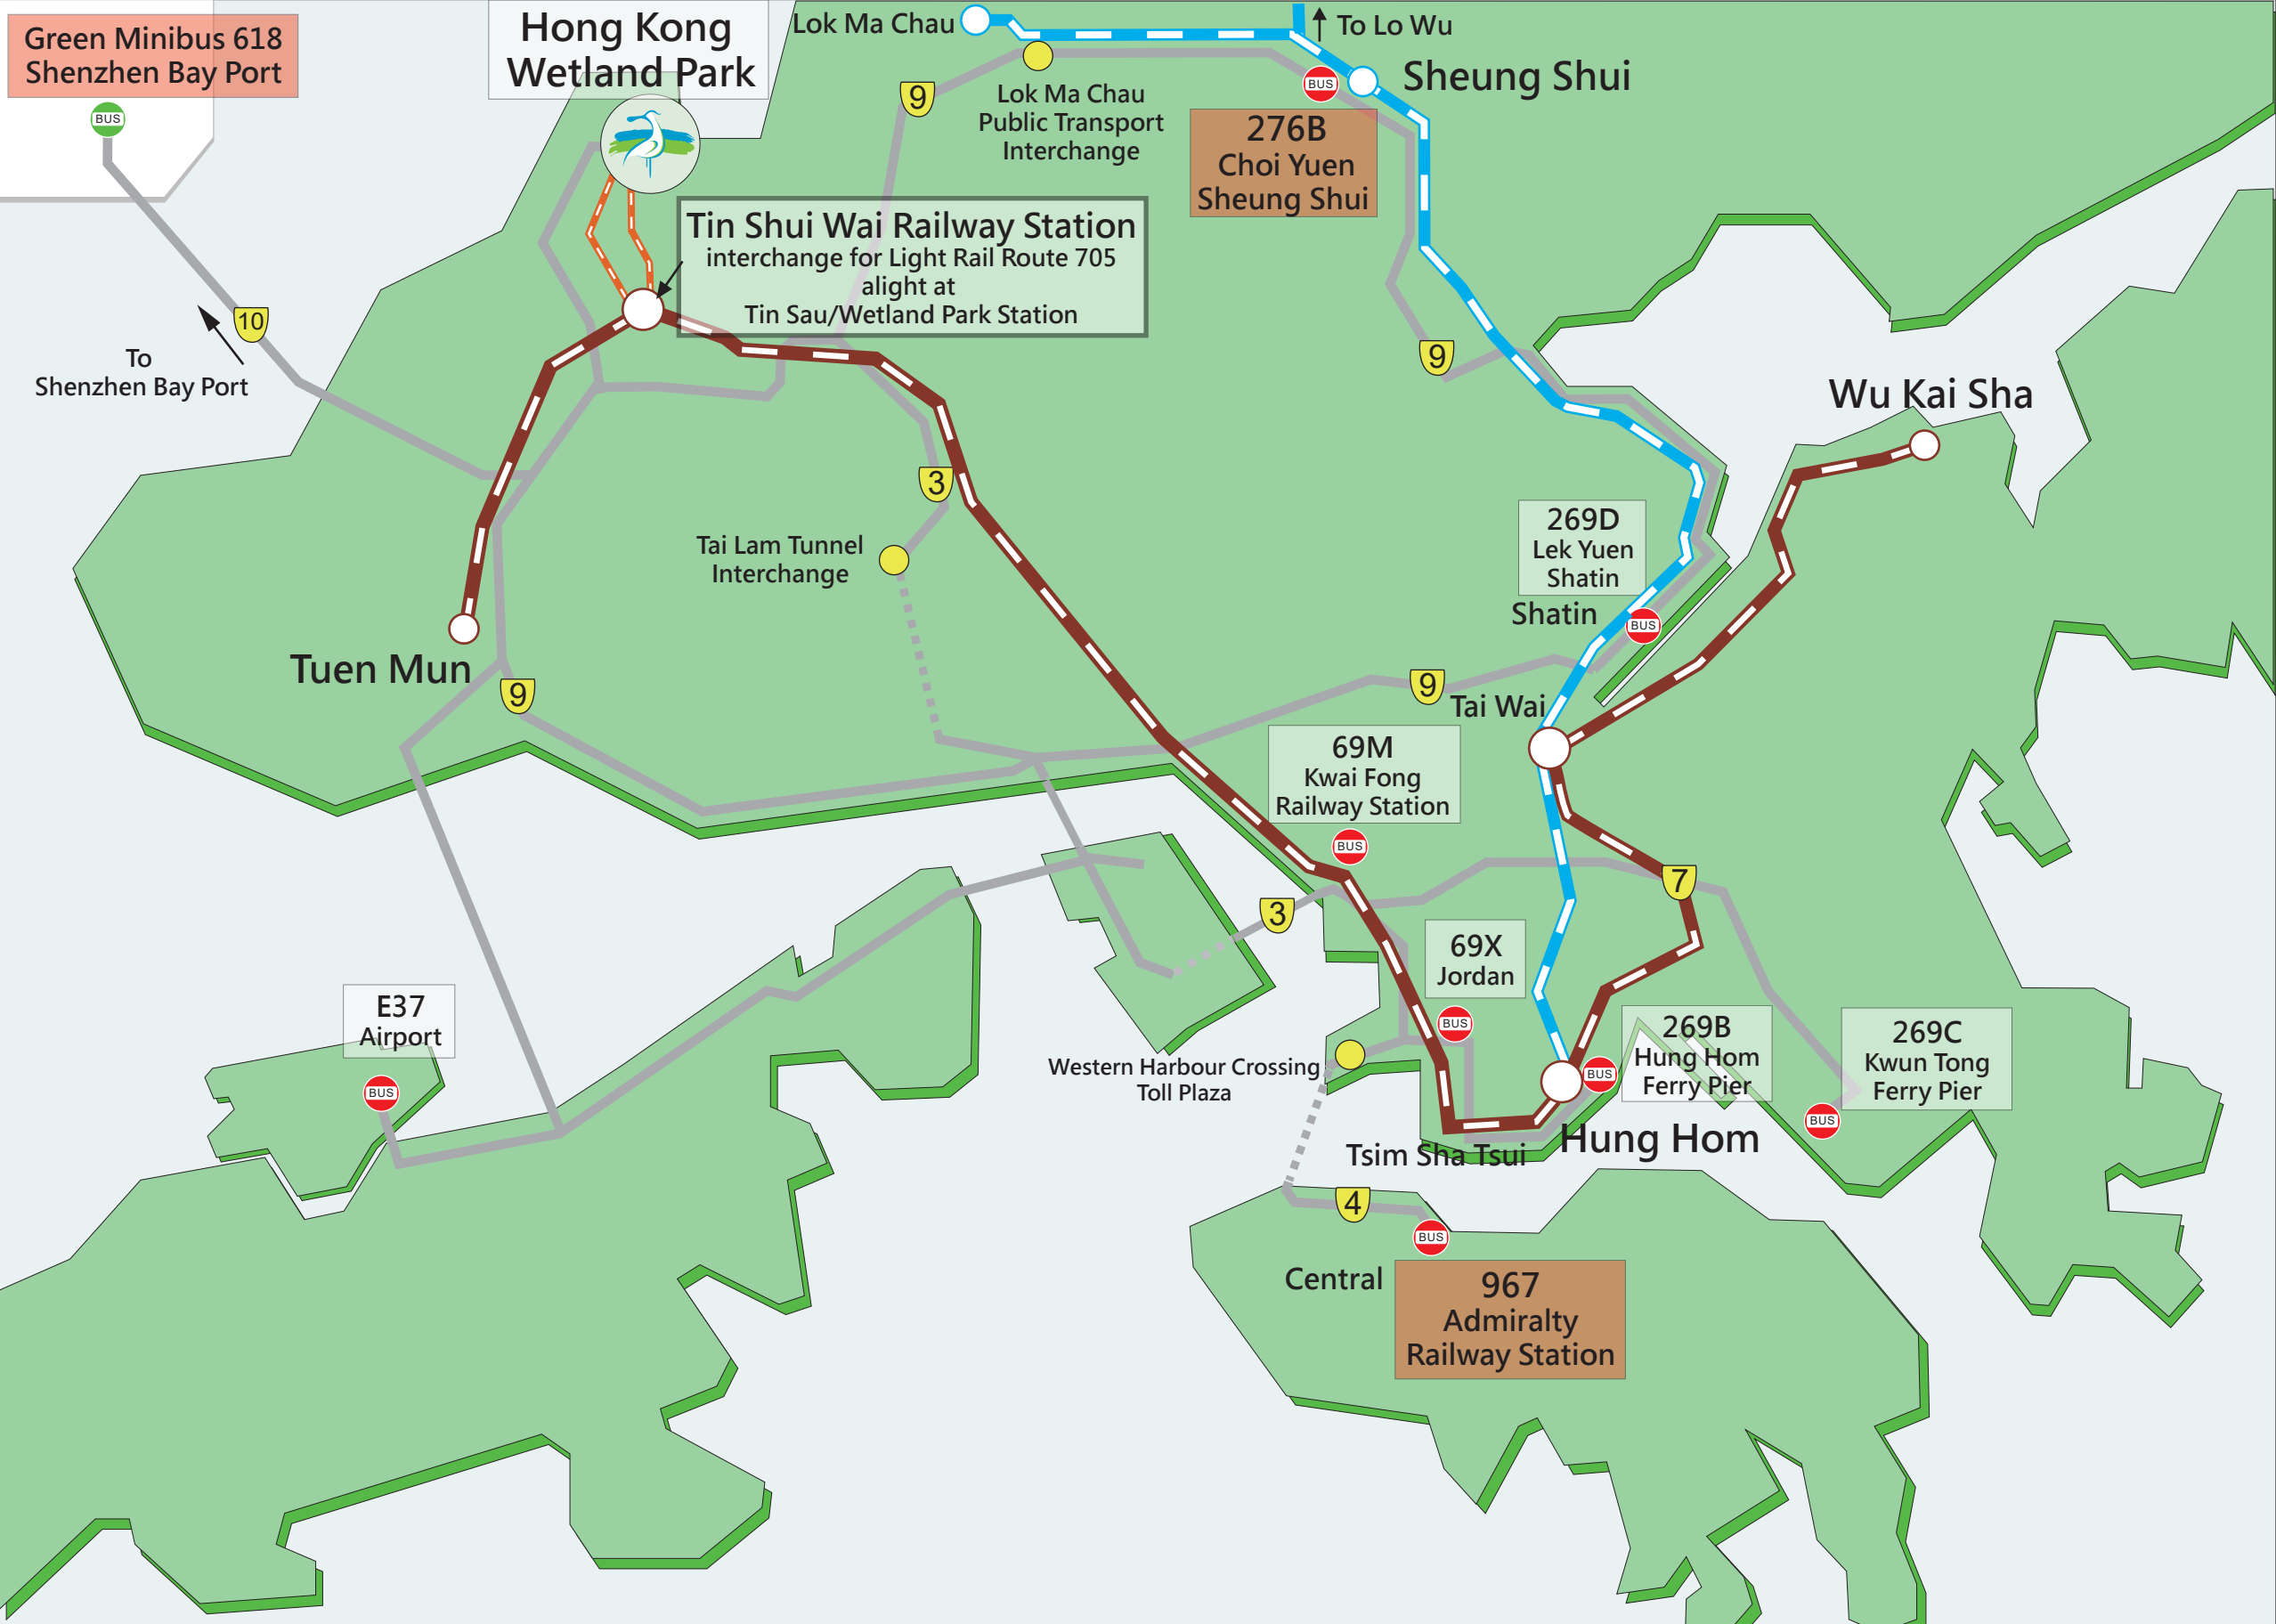 Green Minibus 618
Shenzhen Bay Port
BUS
Hong Kong
Wetland Park
Lok Ma Chau
To Lo Wu
Sheung Shui
BUS
9
Lok Ma Chau
Public Transport
Interchange
276B
Choi Yuen
Sheung Shui
Tin Shui Wai Railway Station
interchange for Light Rail Route 705
alight at
Tin Sau/Wetland Park Station
10
To
Shenzhen Bay Port
9
Wu Kai Sha
3
Tai Lam Tunnel
Interchange
269D
Lek Yuen
Shatin
Shatin
BUS
Tuen Mun
9
9
Tai Wai
69M
Kwai Fong
Railway Station
BUS
7
3
69X
Jordan
BUS
E37
Airport
BUS
Western Harbour Crossing
Toll Plaza
269B
Hung Hom
Ferry Pier
BUS
269C
Kwun Tong
Ferry Pier
BUS
Hung Hom
Tsim Sha Tsui
4
BUS
Central
967
Admiralty
Railway Station